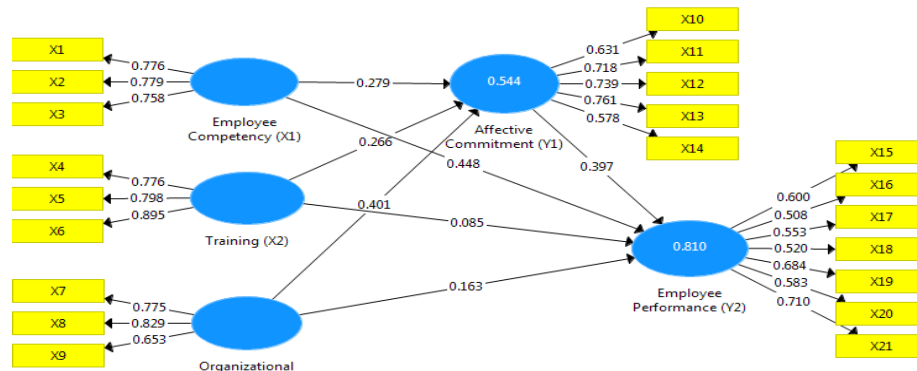 X1
X2
X3
0.776
0.779
0.758
Employee
Competency (X1)
X4
X5
X6
0.776
0.798
0.895
Training (X2)
X7
X8
X9
0.775
0.829
0.653
Organizational
0.279
0.266
0.401
0.448
0.085
0.163
0.544
Affective
Commitment (Y1)
0.397
0.631
0.718
0.739
0.761
0.578
X10
X11
X12
X13
X14
0.810
Employee
Performance (Y2)
0.600
0.508
0.553
0.520
0.684
0.583
0.710
X15
X16
X17
X18
X19
X20
X21